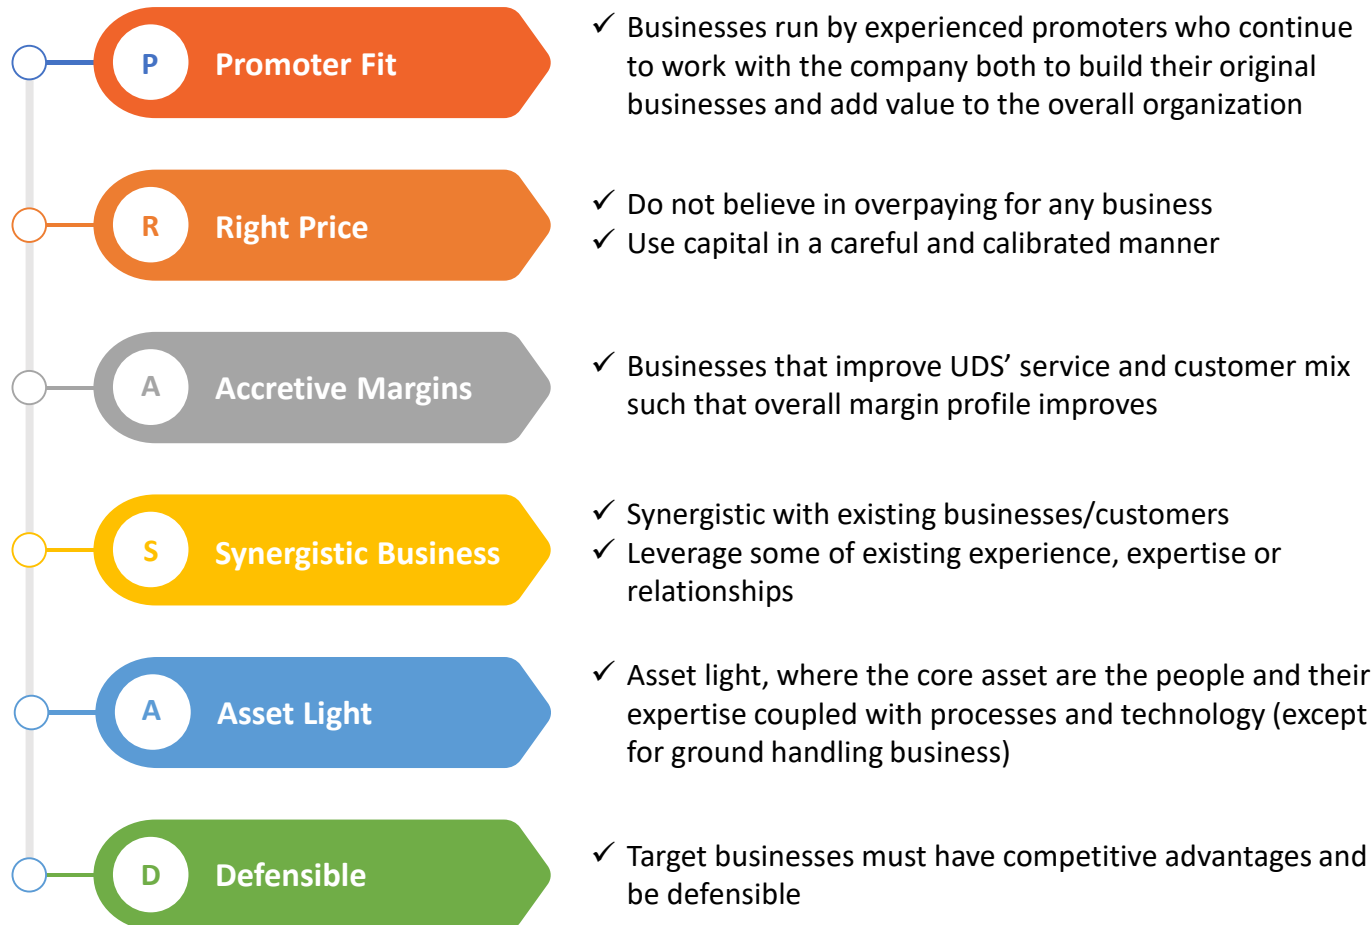 P
Promoter Fit
✓ Businesses run by experienced promoters who continue
to work with the company both to build their original
businesses and add value to the overall organization
R
Right Price
✓ Do not believe in overpaying for any business
✓ Use capital in a careful and calibrated manner
A
Accretive Margins
✓ Businesses that improve UDS’ service and customer mix
such that overall margin profile improves
S
Synergistic Business
✓ Synergistic with existing businesses/customers
✓ Leverage some of existing experience, expertise or
relationships
A
Asset Light
✓ Asset light, where the core asset are the people and their
expertise coupled with processes and technology (except
for ground handling business)
D
Defensible
✓ Target businesses must have competitive advantages and
be defensible